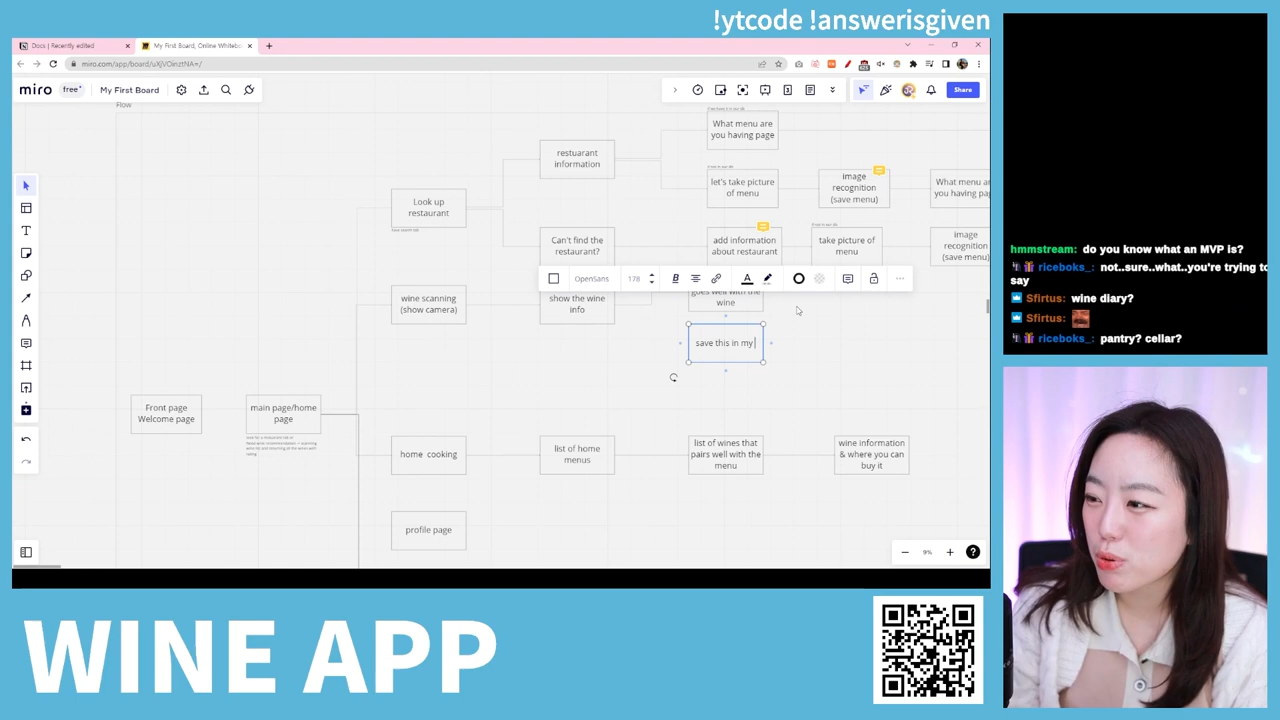 !ytcode !answerisgiven
Docs | Recently edited
My First Board, Online Whitebo
miro.com/app/board/uXjVOinztNA=/
miro
free
My First Board
Share
Flow
What menu are
you having page
restuarant
information
let's take picture
of menu
image
recognition
(save menu)
What menu ar
you having pag
Look up
restaurant
Can't find the
restaurant?
add information
about restaurant
take picture of
menu
image
recognition
(save menu)
OpenSans
178
B
A
wine scanning
(show camera)
show the wine
info
goes well with the
wine
save this in my
Front page
Welcome page
main page/home
page
home cooking
list of home
menus
list of wines that
pairs well with the
menu
wine information
& where you can
buy it
profile page
9%
hmmstream: do you know what an MVP is?
riceboks_: not..sure..what..you're trying to
say
Sfirtus: wine diary?
Sfirtus:
riceboks_: pantry? cellar?
WINE APP